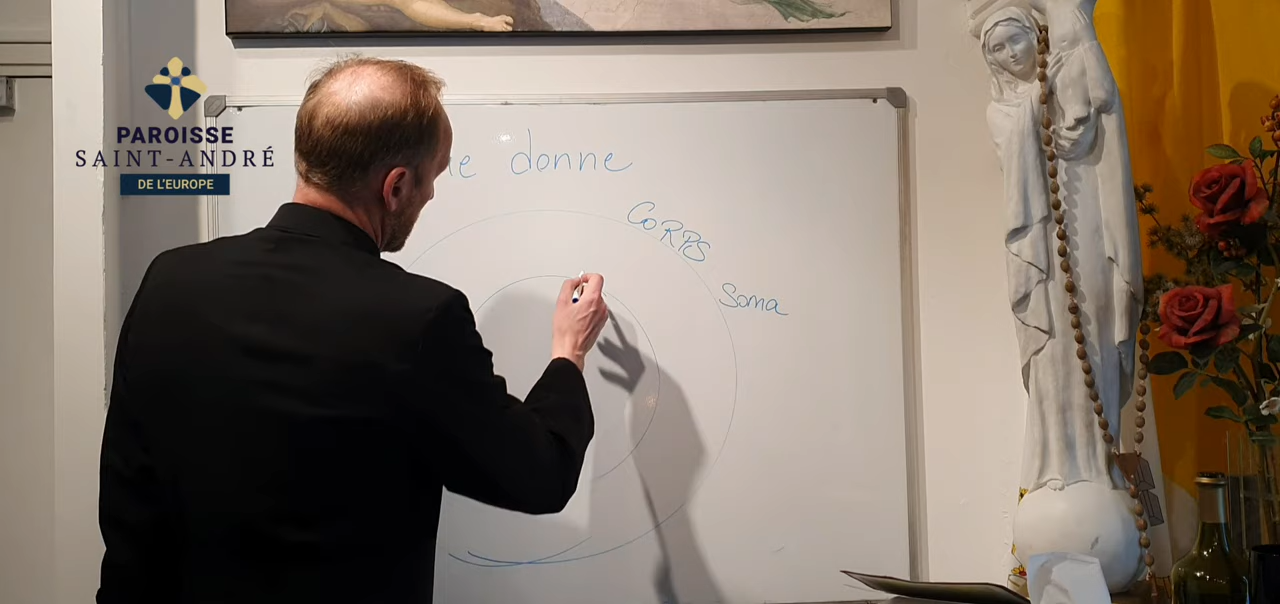 PAROISSE
SAINT-ANDRÉ
DE L'EUROPE
donne
CORPS
Soma